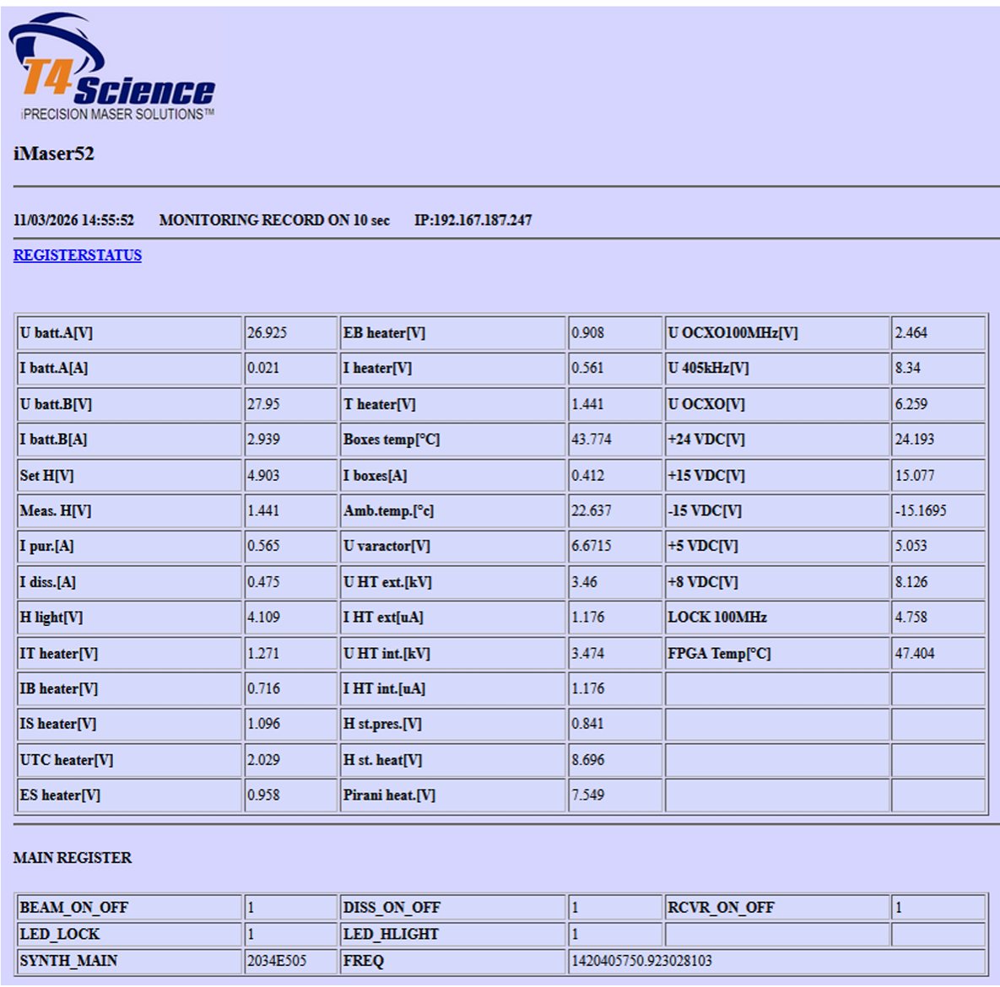 T4 Science
iPRECISION MASER SOLUTIONS™
iMaser52
11/03/2026 14:55:52 MONITORING RECORD ON 10 sec IP:192.167.187.247
REGISTERSTATUS
U batt.A[V] 26.925 EB heater[V] 0.908 U OCXO100MHz[V] 2.464
I batt.A[A] 0.021 I heater[V] 0.561 U 405kHz[V] 8.34
U batt.B[V] 27.95 T heater[V] 1.441 U OCXO[V] 6.259
I batt.B[A] 2.939 Boxes temp[°C] 43.774 +24 VDC[V] 24.193
Set H[V] 4.903 I boxes[A] 0.412 +15 VDC[V] 15.077
Meas. H[V] 1.441 Amb.temp.[°c] 22.637 -15 VDC[V] -15.1695
I pur.[A] 0.565 U varactor[V] 6.6715 +5 VDC[V] 5.053
I diss.[A] 0.475 U HT ext.[kV] 3.46 +8 VDC[V] 8.126
H light[V] 4.109 I HT ext[uA] 1.176 LOCK 100MHz 4.758
IT heater[V] 1.271 U HT int.[kV] 3.474 FPGA Temp[°C] 47.404
IB heater[V] 0.716 I HT int.[uA] 1.176
IS heater[V] 1.096 H st.pres.[V] 0.841
UTC heater[V] 2.029 H st. heat[V] 8.696
ES heater[V] 0.958 Pirani heat.[V] 7.549
MAIN REGISTER
BEAM_ON_OFF 1 DISS_ON_OFF 1 RCVR_ON_OFF 1
LED_LOCK 1 LED_HLIGHT 1
SYNTH_MAIN 2034E505 FREQ 1420405750.923028103